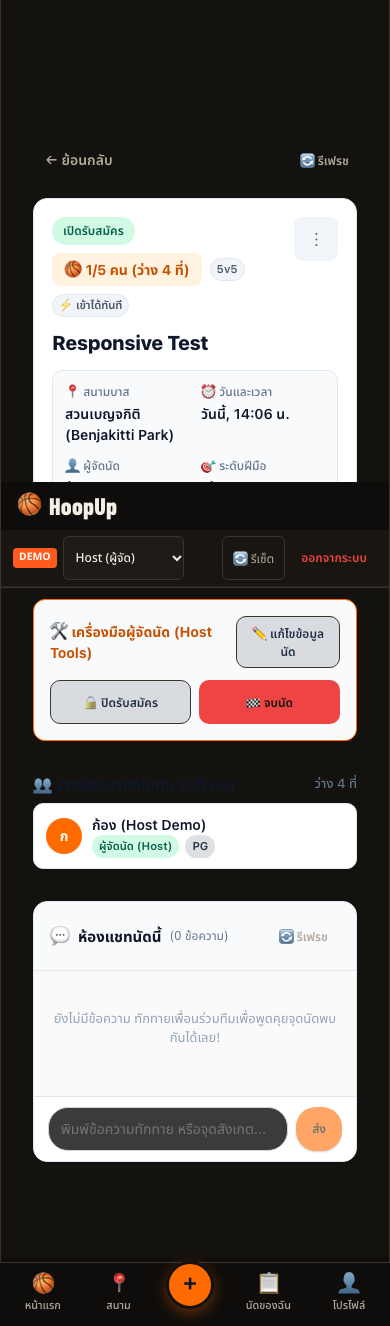 ← ย้อนกลับ
รีเฟรช
เปิดรับสมัคร
1/5 คน (ว่าง 4 ที่)
5v5
⚡ เข้าได้ทันที
Responsive Test
สนามบาส
สวนเบญจกิติ
(Benjakitti Park)
วันและเวลา
วันนี้, 14:06 น.
ผู้จัดนัด
ระดับฝีมือ
HoopUp
DEMO
Host (ผู้จัด)
รีเซ็ต
ออกจากระบบ
เครื่องมือผู้จัดนัด (Host
Tools)
แก้ไขข้อมูล
นัด
ปิดรับสมัคร
จบนัด
ว่าง 4 ที่
ก
ก้อง (Host Demo)
ผู้จัดนัด (Host)
PG
ห้องแชทนัดนี้
(0 ข้อความ)
รีเฟรช
ยังไม่มีข้อความ ทักทายเพื่อนร่วมทีมเพื่อพูดคุยจุดนัดพบ
กันได้เลย!
พิมพ์ข้อความทักทาย หรือจุดสังเกต...
ส่ง
หน้าแรก
สนาม
+
นัดของฉัน
โปรไฟล์